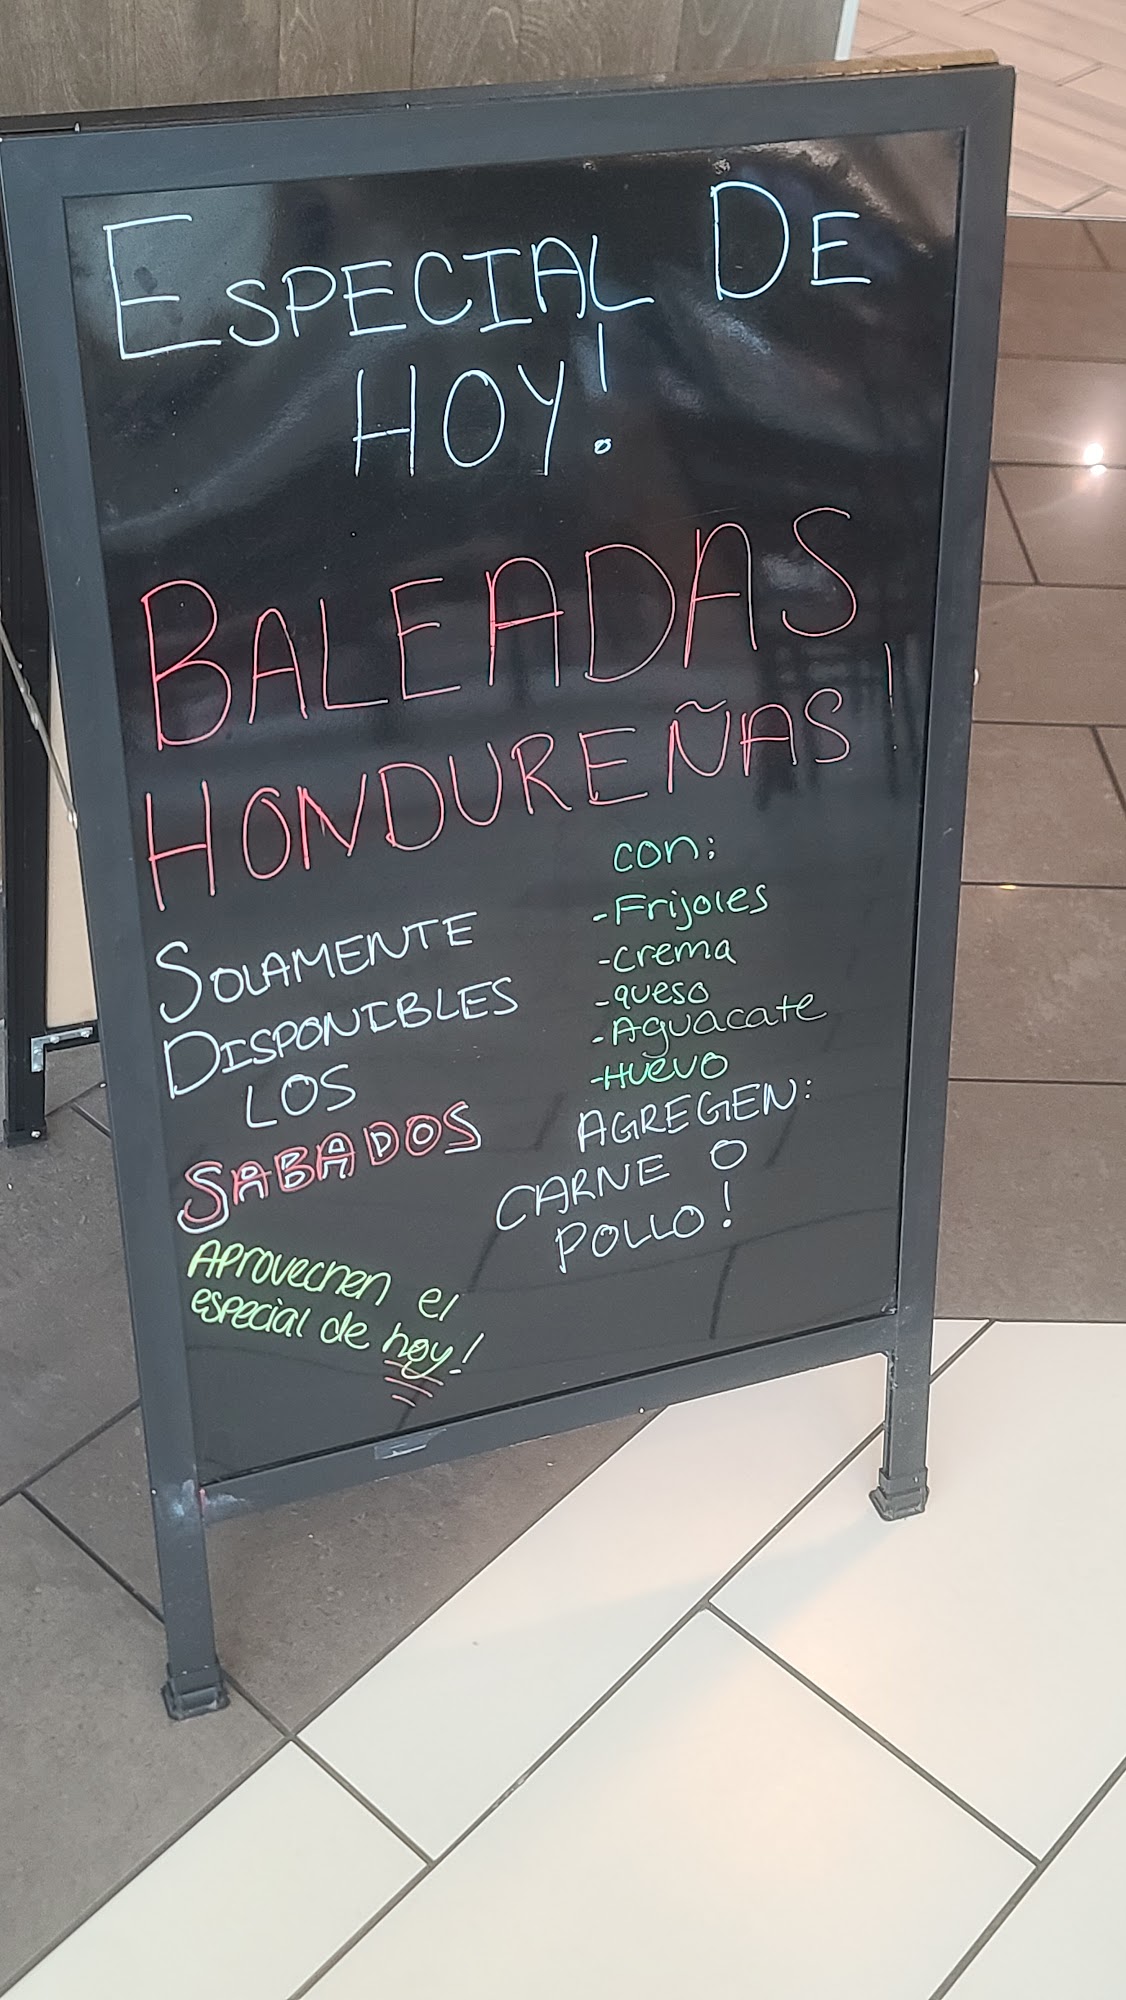 ESPECIAL DE
HOY!
BALEADAS
HONDUREÑAS!
SOLAMENTE
DISPONIBLES
LOS
SABADOS
APROVECHEN el
especial de hoy!
con:
-Frijoles
-crema
-queso
-Aguacate
-Huevo
AGREGEN:
CARNE O
POLLO!